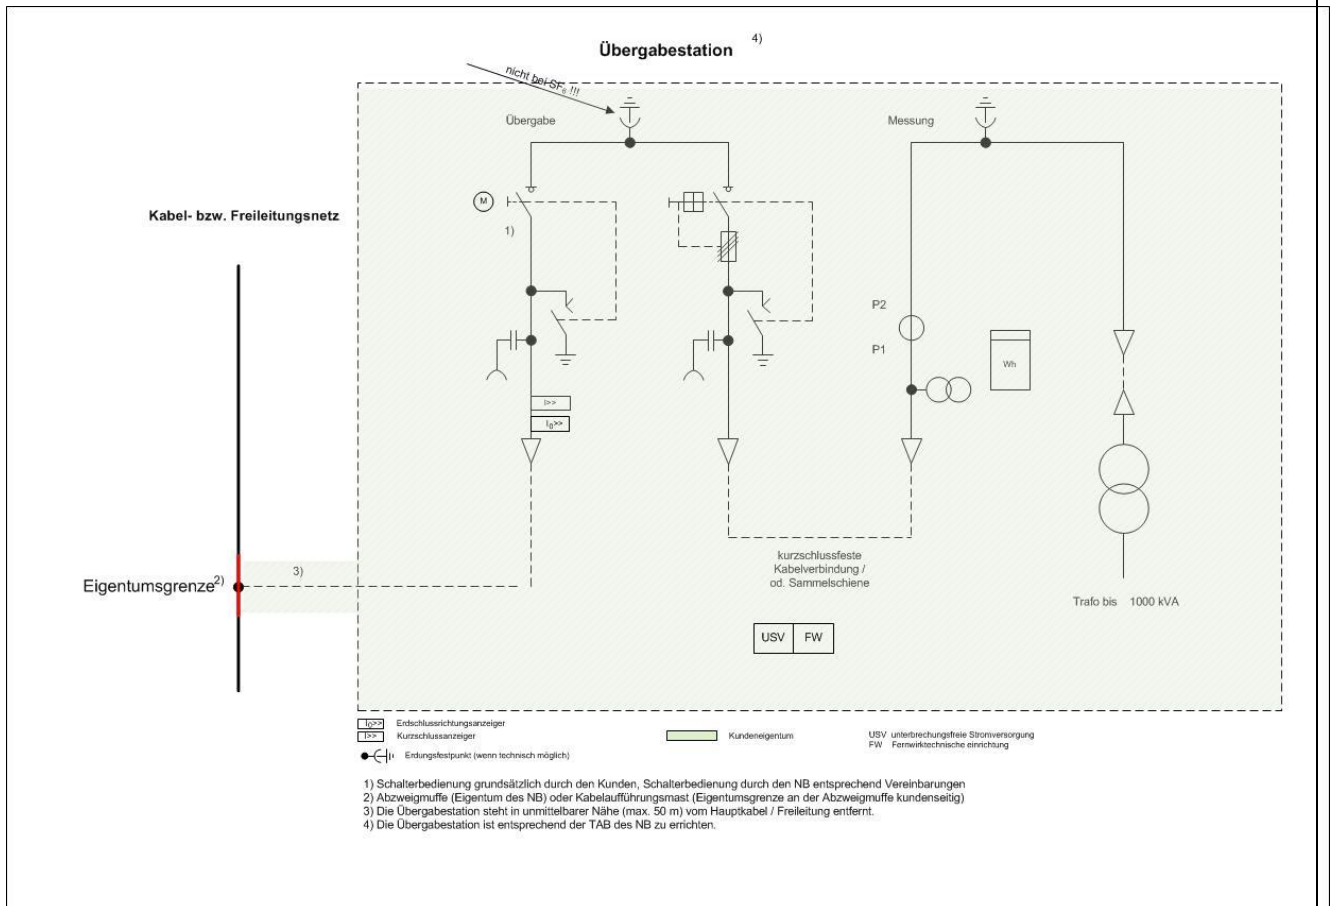 Übergabestation 4)
nicht bei SF6 !!!
Übergabe
Messung
M
Kabel- bzw. Freileitungsnetz
1)
P2
P1
Wh
I>>
I0>>
kurzschlussfeste
Kabelverbindung /
od. Sammelschiene
3)
Eigentumsgrenze2)
Trafo bis 1000 kVA
USV FW
I0>> Erdschlussrichtungsanzeiger
I>> Kurzschlussanzeiger
Erdungsfestpunkt (wenn technisch möglich)
Kundeneigentum
USV unterbrechungsfreie Stromversorgung
FW Fernwirktechnische einrichtung
1) Schalterbedienung grundsätzlich durch den Kunden, Schalterbedienung durch den NB entsprechend Vereinbarungen
2) Abzweigmuffe (Eigentum des NB) oder Kabelaufführungsmast (Eigentumsgrenze an der Abzweigmuffe kundenseitig)
3) Die Übergabestation steht in unmittelbarer Nähe (max. 50 m) vom Hauptkabel / Freileitung entfernt.
4) Die Übergabestation ist entsprechend der TAB des NB zu errichten.